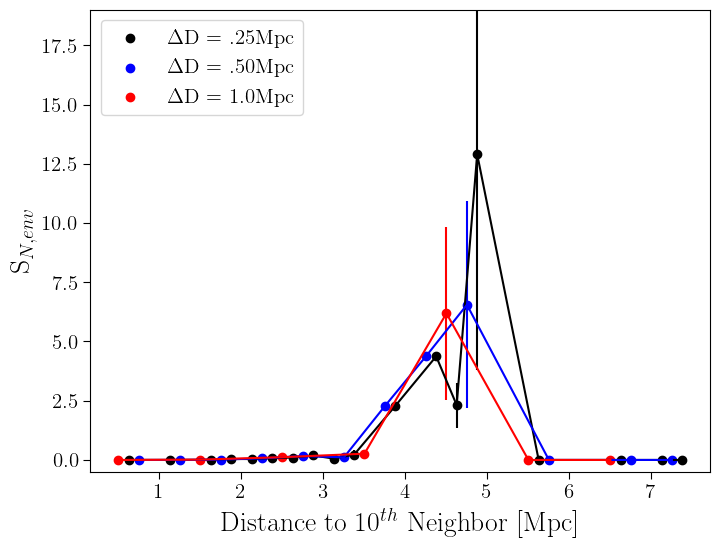 17.5
15.0
12.5
10.0
7.5
5.0
2.5
0.0
S_{N,env}
ΔD = .25Mpc
ΔD = .50Mpc
ΔD = 1.0Mpc
1 2 3 4 5 6 7
Distance to 10^{th} Neighbor [Mpc]